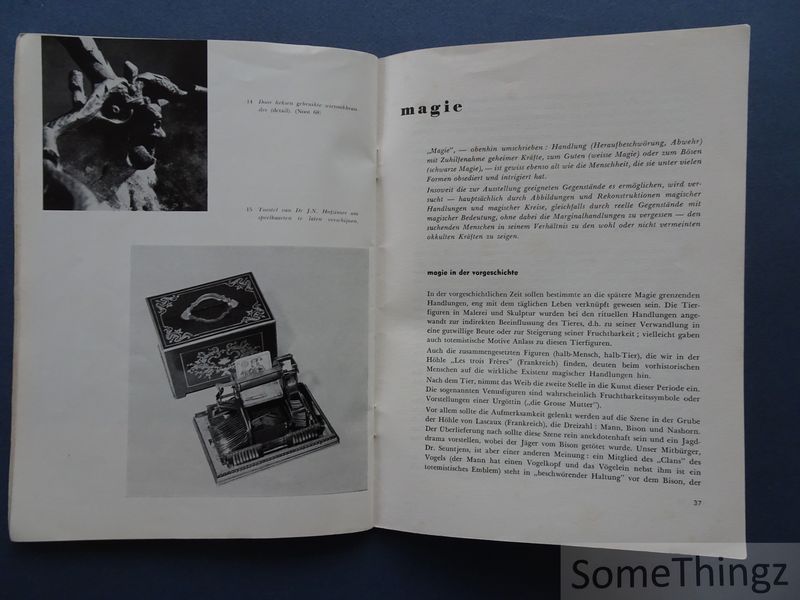 14 Door heksen gebruikte wierookbran-
der (detail). (Noot 68)
15 Toestel van Dr J.N. Hofzinser om
speelkaarten te laten verschijnen.
magie
„Magie”, — obenhin umschrieben : Handlung (Heraufbeschwörung, Abwehr)
mit Zuhilfenahme geheimer Kräfte, zum Guten (weisse Magie) oder zum Bösen
(schwarze Magie), — ist gewiss ebenso alt wie die Menschheit, die sie unter vielen
Formen obsediert und intrigiert hat.
Insoweit die zur Ausstellung geeigneten Gegenstände es ermöglichen, wird ver-
sucht — hauptsächlich durch Abbildungen und Rekonstruktionen magischer
Handlungen und magischer Kreise, gleichfalls durch reelle Gegenstände mit
magischer Bedeutung, ohne dabei die Marginalhandlungen zu vergessen — den
suchenden Menschen in seinem Verhältnis zu den wohl oder nicht vermeinten
okkulten Kräften zu zeigen.
magie in der vorgeschichte
In der vorgeschichtlichen Zeit sollen bestimmte an die spätere Magie grenzenden
Handlungen, eng mit dem täglichen Leben verknüpft gewesen sein. Die Tier-
figuren in Malerei und Skulptur wurden bei den rituellen Handlungen ange-
wandt zur indirekten Beeinflussung des Tieres, d.h. zu seiner Verwandlung in
eine gutwillige Beute oder zur Steigerung seiner Fruchtbarkeit ; vielleicht gaben
auch totemistische Motive Anlass zu diesen Tierfiguren.
Auch die zusammengesetzten Figuren (halb-Mensch, halb-Tier), die wir in der
Höhle „Les trois Frères” (Frankreich) finden, deuten beim vorhistorischen
Menschen auf die wirkliche Existenz magischer Handlungen hin.
Nach dem Tier, nimmt das Weib die zweite Stelle in die Kunst dieser Periode ein.
Die sogenannten Venusfiguren sind wahrscheinlich Fruchtbarkeitssymbole oder
Vorstellungen einer Urgöttin („die Grosse Mutter”).
Vor allem sollte die Aufmerksamkeit gelenkt werden auf die Szene in der Grube
der Höhle von Lascaux (Frankreich), die Dreizahl : Mann, Bison und Nashorn.
Der Überlieferung nach sollte diese Szene rein anekdotenhaft sein und ein Jagd-
drama vorstellen, wobei der Jäger vom Bison getötet wurde. Unser Mitbürger,
Dr. Seuntjens, ist aber einer anderen Meinung : ein Mitglied des „Clans” des
Vogels (der Mann hat einen Vogelkopf und das Vögelein nebst ihm ist ein
totemistisches Emblem) steht in „beschwörender Haltung” vor dem Bison, der
37
SomeThingz